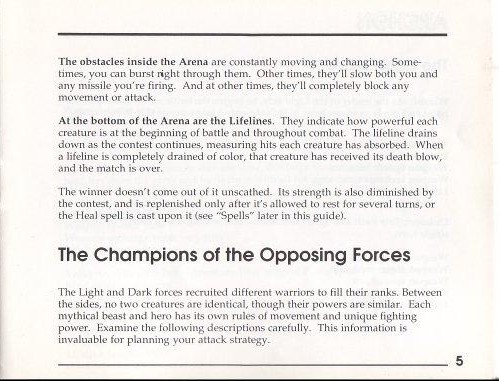 The obstacles inside the Arena are constantly moving and changing. Some-
times, you can burst right through them. Other times, they'll slow both you and
any missile you're firing. And at other times, they'll completely block any
movement or attack.
At the bottom of the Arena are the Lifelines. They indicate how powerful each
creature is at the beginning of battle and throughout combat. The lifeline drains
down as the contest continues, measuring hits each creature has absorbed. When
a lifeline is completely drained of color, that creature has received its death blow,
and the match is over.
The winner doesn't come out of it unscathed. Its strength is also diminished by
the contest, and is replenished only after it's allowed to rest for several turns, or
the Heal spell is cast upon it (see "Spells" later in this guide).
The Champions of the Opposing Forces
The Light and Dark forces recruited different warriors to fill their ranks. Between
the sides, no two creatures are identical, though their powers are similar. Each
mythical beast and hero has its own rules of movement and unique fighting
power. Examine the following descriptions carefully. This information is
invaluable for planning your attack strategy.
5